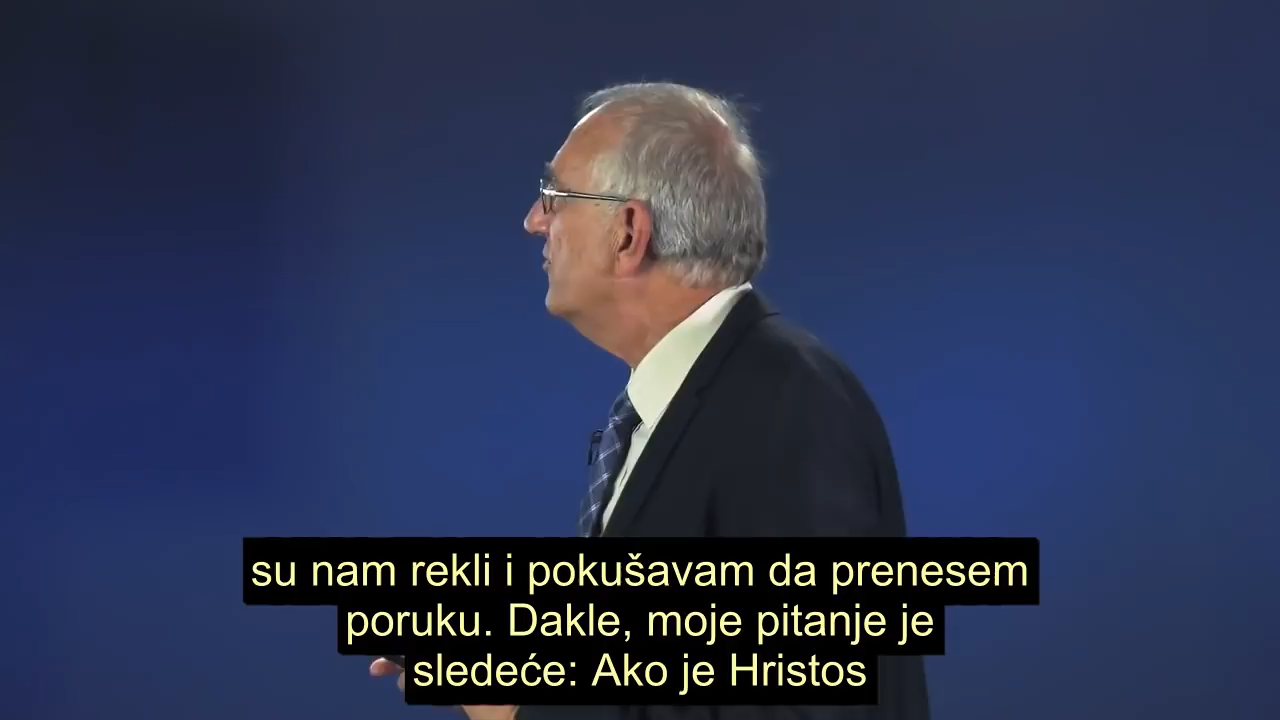 su nam rekli i pokušavam da prenesem
poruku. Dakle, moje pitanje je
sledeće: Ako je Hristos